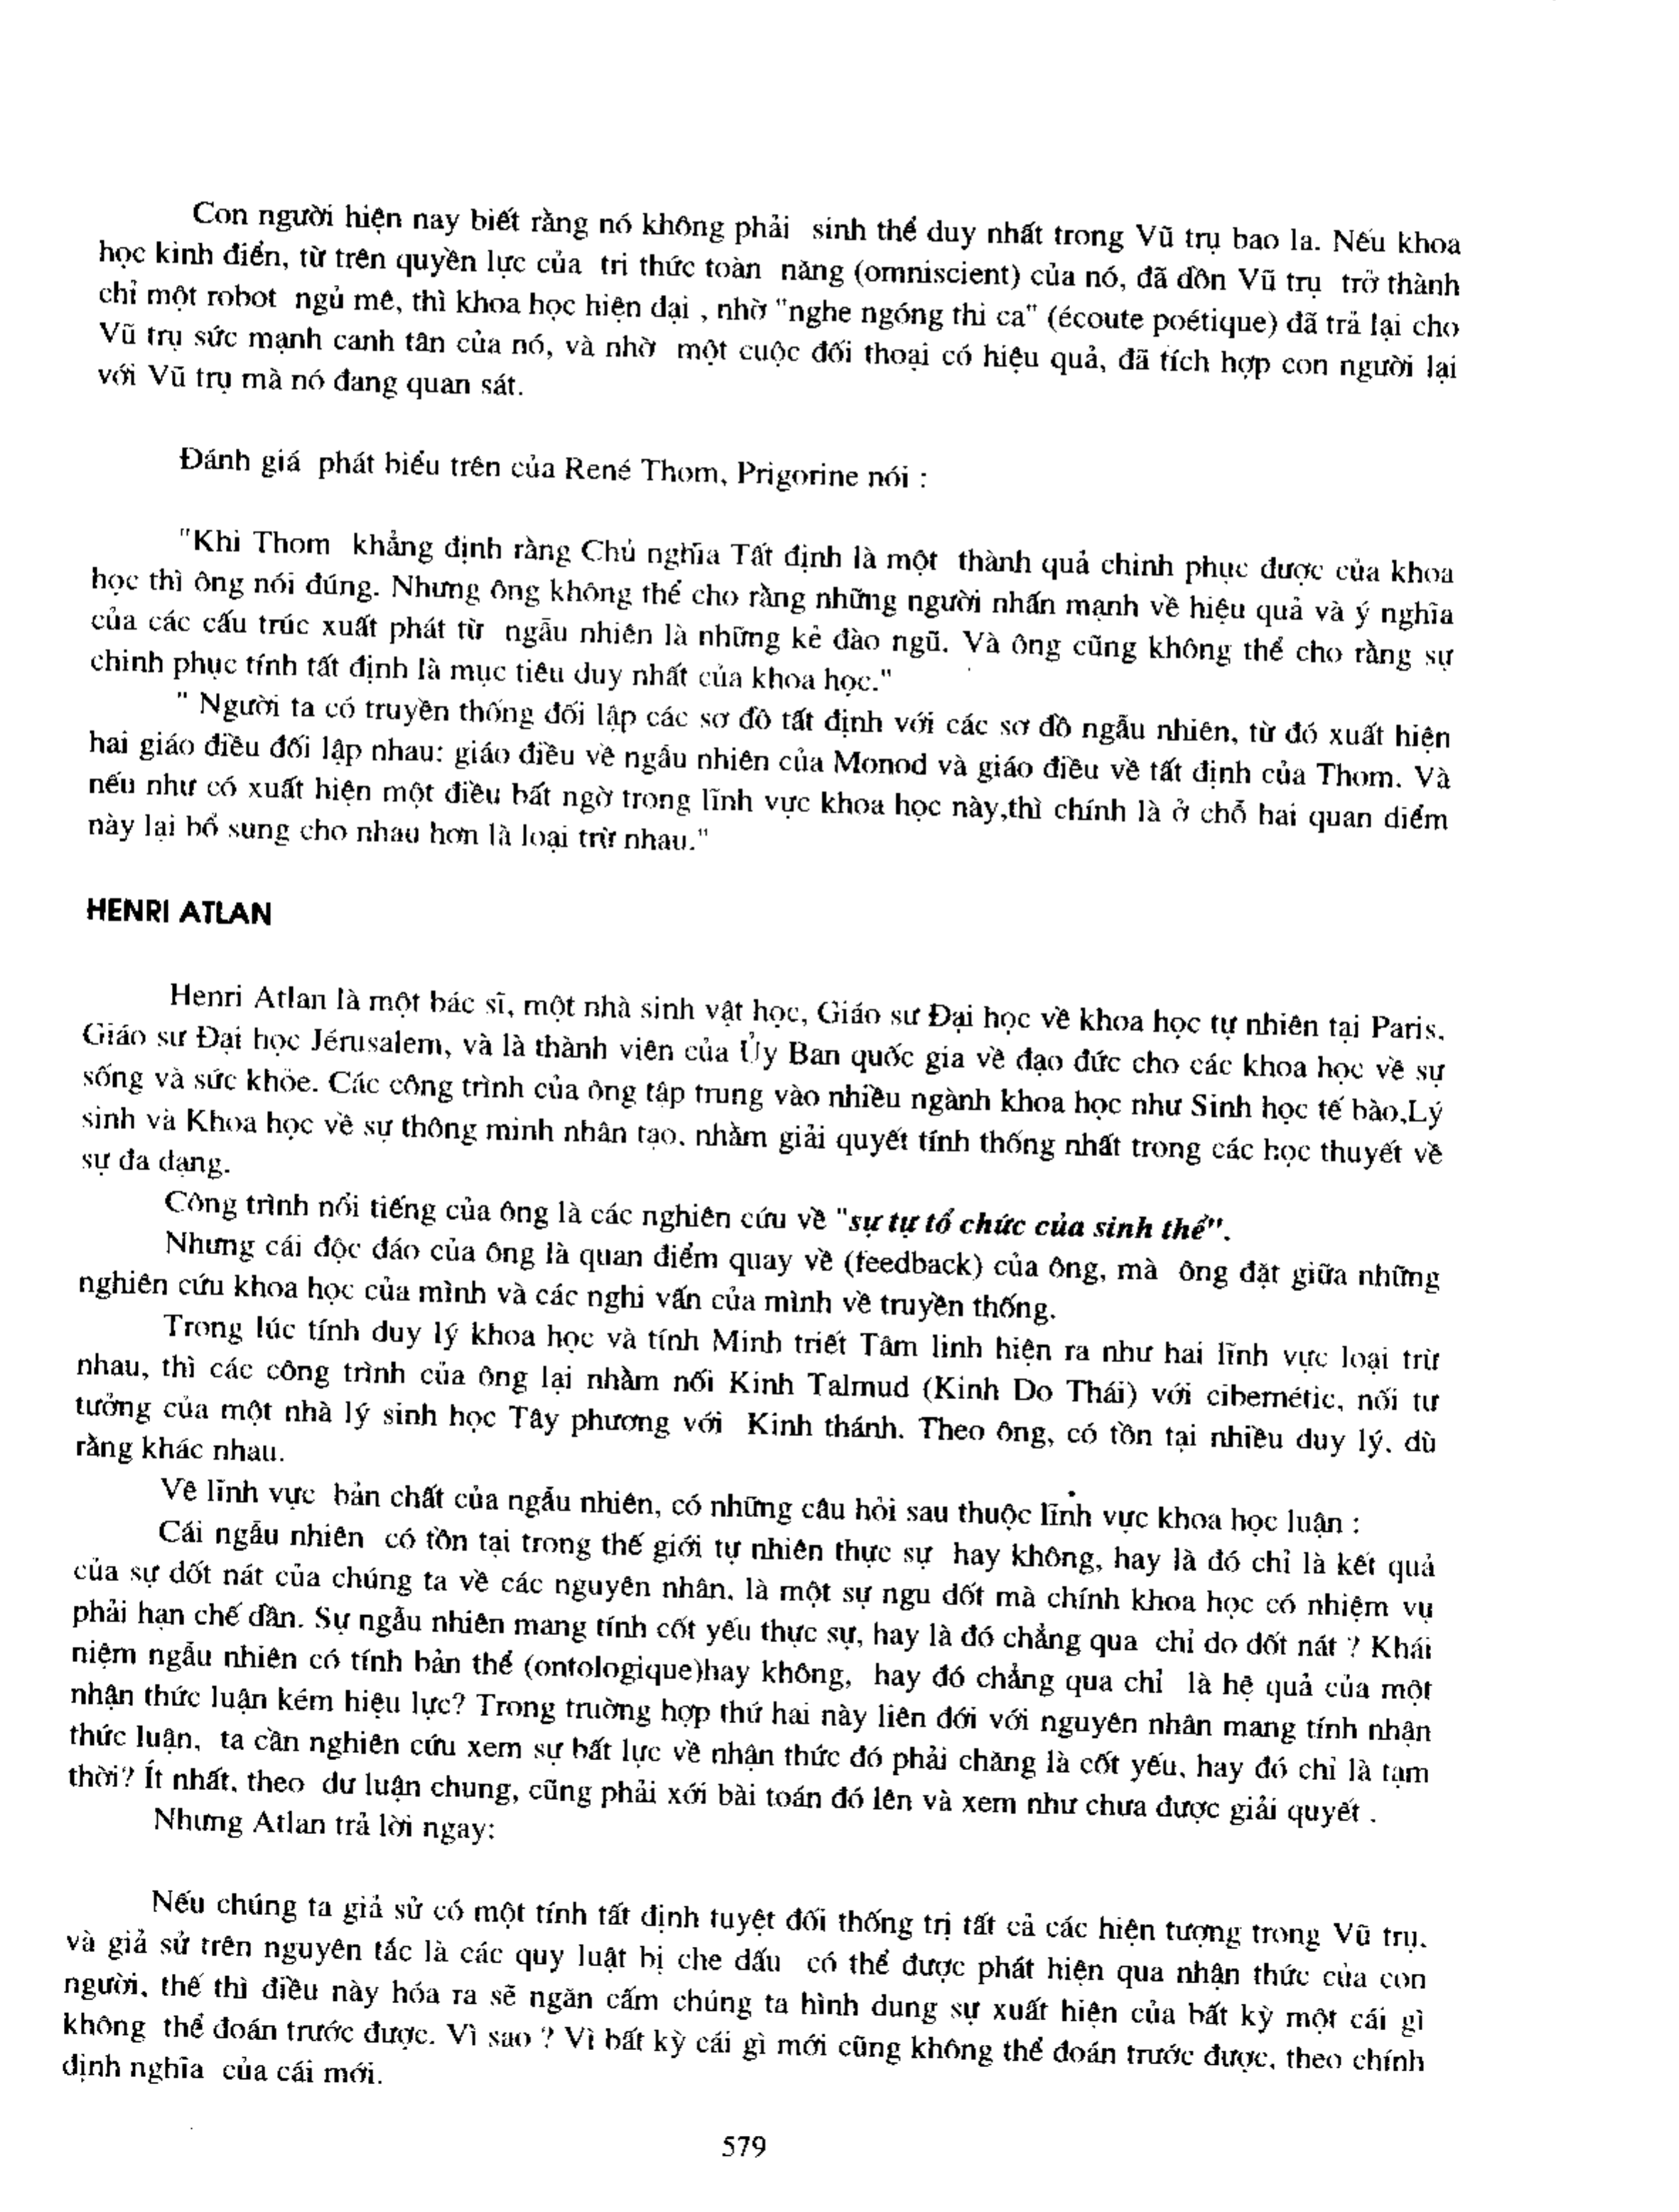 Con người hiện nay biết rằng nó không phải sinh thể duy nhất trong Vũ trụ bao la. Nếu khoa
học kinh điển, từ trên quyền lực của tri thức toàn năng (omniscient) của nó, đã dồn Vũ trụ trở thành
chỉ một robot ngủ mê, thì khoa học hiện đại , nhờ "nghe ngóng thi ca" (écoute poétique) đã trả lại cho
Vũ trụ sức mạnh canh tân của nó, và nhờ một cuộc đối thoại có hiệu quả, đã tích hợp con người lại
với Vũ trụ mà nó đang quan sát.
Đánh giá phát biểu trên của René Thom, Prigorine nói :
"Khi Thom khẳng định rằng Chủ nghĩa Tất định là một thành quả chinh phục được của khoa
học thì ông nói đúng. Nhưng ông không thể cho rằng những người nhấn mạnh về hiệu quả và ý nghĩa
của các cấu trúc xuất phát từ ngẫu nhiên là những kẻ đào ngũ. Và ông cũng không thể cho rằng sự
chinh phục tính tất định là mục tiêu duy nhất của khoa học."
" Người ta có truyền thống đối lập các sơ đồ tất định với các sơ đồ ngẫu nhiên, từ đó xuất hiện
hai giáo điều đối lập nhau: giáo điều về ngẫu nhiên của Monod và giáo điều về tất định của Thom. Và
nếu như có xuất hiện một điều bất ngờ trong lĩnh vực khoa học này,thì chính là ở chỗ hai quan điểm
này lại bổ sung cho nhau hơn là loại trừ nhau."
HENRI ATLAN
Henri Atlan là một bác sĩ, một nhà sinh vật học, Giáo sư Đại học về khoa học tự nhiên tại Paris.
Giáo sư Đại học Jérusalem, và là thành viên của Ủy Ban quốc gia về đạo đức cho các khoa học về sự
sống và sức khỏe. Các công trình của ông tập trung vào nhiều ngành khoa học như Sinh học tế bào,Lý
sinh và Khoa học về sự thông minh nhân tạo. nhằm giải quyết tính thống nhất trong các học thuyết về
sự đa dạng.
Công trình nổi tiếng của ông là các nghiên cứu về "sự tự tổ chức của sinh thể".
Nhưng cái độc đáo của ông là quan điểm quay về (feedback) của ông, mà ông đặt giữa những
nghiên cứu khoa học của mình và các nghi vấn của mình về truyền thống.
Trong lúc tính duy lý khoa học và tính Minh triết Tâm linh hiện ra như hai lĩnh vực loại trừ
nhau, thì các công trình của ông lại nhằm nối Kinh Talmud (Kinh Do Thái) với cibernétic, nối tư
tưởng của một nhà lý sinh học Tây phương với Kinh thánh. Theo ông, có tồn tại nhiều duy lý. dù
rằng khác nhau.
Về lĩnh vực bản chất của ngẫu nhiên, có những câu hỏi sau thuộc lĩnh vực khoa học luận :
Cái ngẫu nhiên có tồn tại trong thế giới tự nhiên thực sự hay không, hay là đó chỉ là kết quả
của sự dốt nát của chúng ta về các nguyên nhân. là một sự ngu dốt mà chính khoa học có nhiệm vụ
phải hạn chế dần. Sự ngẫu nhiên mang tính cốt yếu thực sự, hay là đó chẳng qua chỉ do dốt nát ? Khái
niệm ngẫu nhiên có tính bản thể (ontologique)hay không, hay đó chẳng qua chỉ là hệ quả của một
nhận thức luận kém hiệu lực? Trong truờng hợp thứ hai này liên đới với nguyên nhân mang tính nhận
thức luận, ta cần nghiên cứu xem sự bất lực về nhận thức đó phải chăng là cốt yếu. hay đó chỉ là tạm
thời? Ít nhất. theo dư luận chung, cũng phải xới bài toán đó lên và xem như chưa được giải quyết .
Nhưng Atlan trả lời ngay:
Nếu chúng ta giả sử có một tính tất định tuyệt đối thống trị tất cả các hiện tượng trong Vũ trụ.
và giả sử trên nguyên tắc là các quy luật bị che dấu có thể được phát hiện qua nhận thức của con
người. thế thì điều này hóa ra sẽ ngăn cấm chúng ta hình dung sự xuất hiện của bất kỳ một cái gì
không thể đoán trước được. Vì sao ? Vì bất kỳ cái gì mới cũng không thể đoán trước được. theo chính
định nghĩa của cái mới.
579